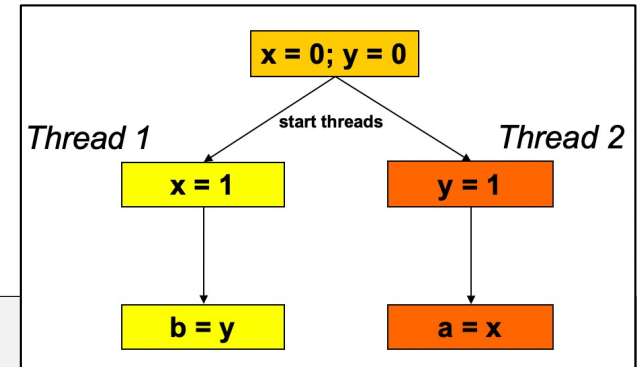 x = 0; y = 0
start threads
Thread 1
Thread 2
x = 1
y = 1
b = y
a = x